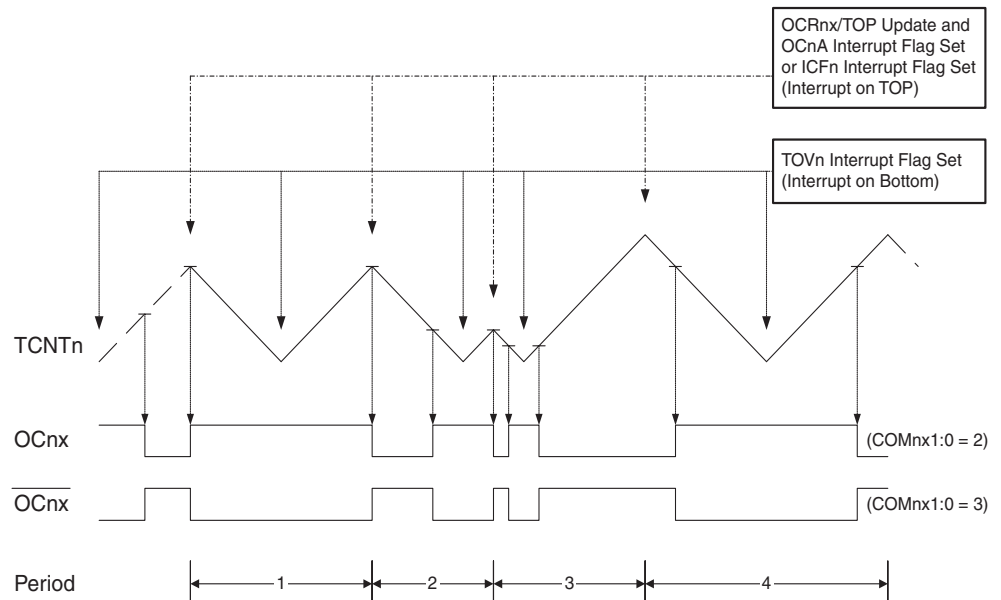 OCRnx/TOP Update and
OCnA Interrupt Flag Set
or ICFn Interrupt Flag Set
(Interrupt on TOP)
TOVn Interrupt Flag Set
(Interrupt on Bottom)
TCNTn
OCnx
(COMnx1:0 = 2)
OCnx
(COMnx1:0 = 3)
Period
1
2
3
4